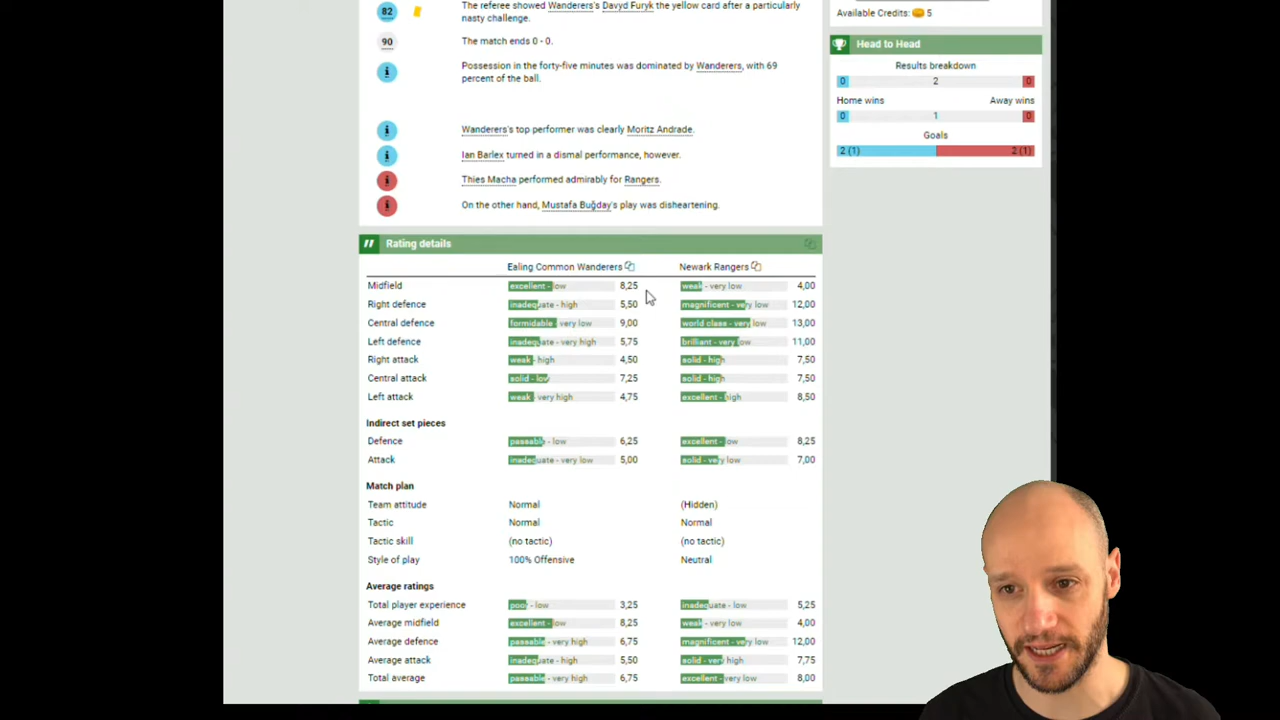 82 The referee showed Wanderers's Davyd Furyk the yellow card after a particularly
nasty challenge.
90 The match ends 0 - 0.
Possession in the forty-five minutes was dominated by Wanderers, with 69
percent of the ball.
Wanderers's top performer was clearly Moritz Andrade.
Ian Barlex turned in a dismal performance, however.
Thies Macha performed admirably for Rangers.
On the other hand, Mustafa Buğday's play was disheartening.
Available Credits: 5
Head to Head
Results breakdown
0 2 0
Home wins Away wins
0 1 0
Goals
2 (1) 2 (1)
Rating details
Ealing Common Wanderers Newark Rangers
Midfield excellent - low 8,25 weak - very low 4,00
Right defence inadequate - high 5,50 magnificent - very low 12,00
Central defence formidable - very low 9,00 world class - very low 13,00
Left defence inadequate - very high 5,75 brilliant - very low 11,00
Right attack weak - high 4,50 solid - high 7,50
Central attack solid - low 7,25 solid - high 7,50
Left attack weak - very high 4,75 excellent - high 8,50
Indirect set pieces
Defence passable - low 6,25 excellent - low 8,25
Attack inadequate - very low 5,00 solid - very low 7,00
Match plan
Team attitude Normal (Hidden)
Tactic Normal Normal
Tactic skill (no tactic) (no tactic)
Style of play 100% Offensive Neutral
Average ratings
Total player experience poor - low 3,25 inadequate - low 5,25
Average midfield excellent - low 8,25 weak - very low 4,00
Average defence passable - very high 6,75 magnificent - very low 12,00
Average attack inadequate - high 5,50 solid - very high 7,75
Total average passable - very high 6,75 excellent - very low 8,00